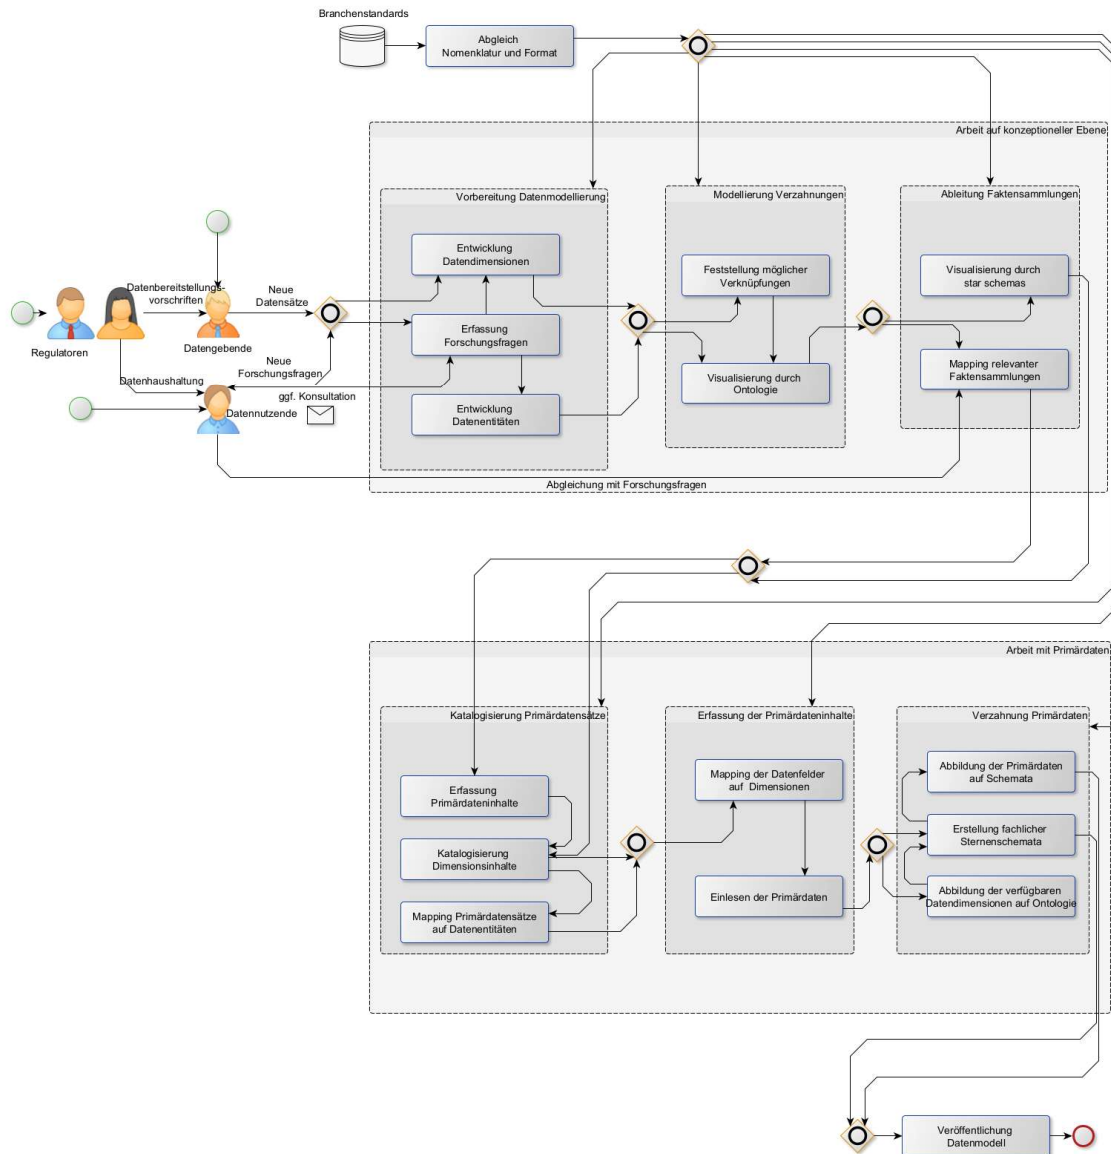 Branchenstandards
Abgleich
Nomenklatur und Format
Arbeit auf konzeptioneller Ebene
Vorbereitung Datenmodellierung
Modellierung Verzahnungen
Ableitung Faktensammlungen
Entwicklung
Datendimensionen
Feststellung möglicher
Verknüpfungen
Visualisierung durch
star schemas
Datenbereitstellungs-
vorschriften
Neue
Datensätze
Regulatoren
Datengebende
Erfassung
Forschungsfragen
Visualisierung durch
Ontologie
Mapping relevanter
Faktensammlungen
Neue
Forschungsfragen
Datenhaushaltung
ggf. Konsultation
Datennutzende
Entwicklung
Datenentitäten
Abgleichung mit Forschungsfragen
Arbeit mit Primärdaten
Katalogisierung Primärdatensätze
Erfassung der Primärdateninhalte
Verzahnung Primärdaten
Erfassung
Primärdateninhalte
Mapping der Datenfelder
auf Dimensionen
Abbildung der Primärdaten
auf Schemata
Katalogisierung
Dimensionsinhalte
Erstellung fachlicher
Sternenschemata
Mapping Primärdatensätze
auf Datenentitäten
Einlesen der Primärdaten
Abbildung der verfügbaren
Datendimensionen auf Ontologie
Veröffentlichung
Datenmodell